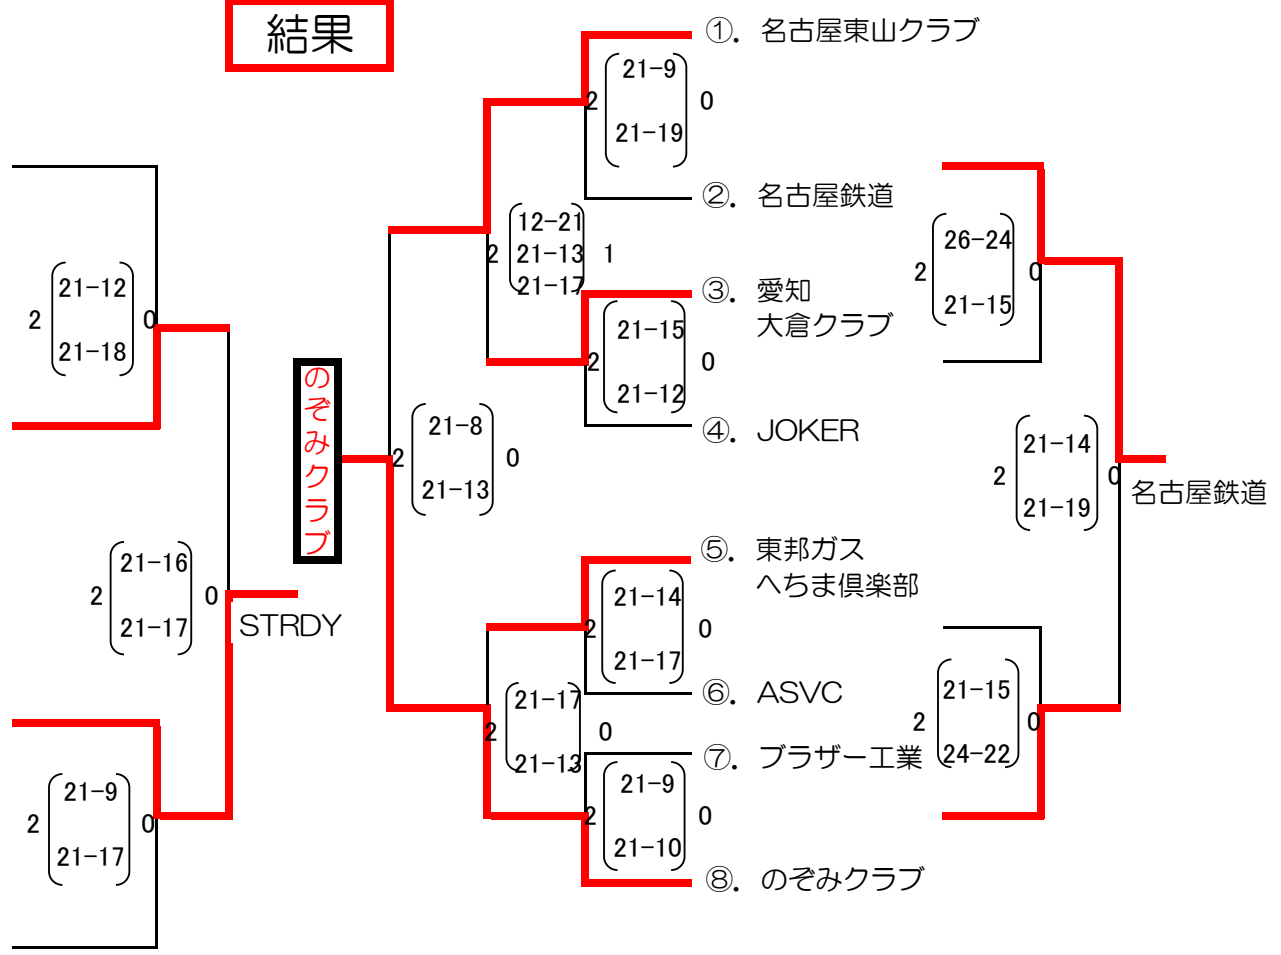 結果
①. 名古屋東山クラブ
21-9
2 0
21-19
②. 名古屋鉄道
12-21
2 21-13 1
21-17
③. 愛知
大倉クラブ
21-15
2 0
21-12
④. JOKER
21-8
2 0
21-13
のぞみクラブ
⑤. 東邦ガス
へちま倶楽部
21-14
2 0
21-17
⑥. ASVC
21-17
2 0
21-13
⑦. ブラザー工業
21-9
2 0
21-10
⑧. のぞみクラブ
21-12
2 0
21-18
21-16
2 0
21-17
STRDY
21-9
2 0
21-17
26-24
2 0
21-15
21-14
2 0
21-19
名古屋鉄道
21-15
2 0
24-22